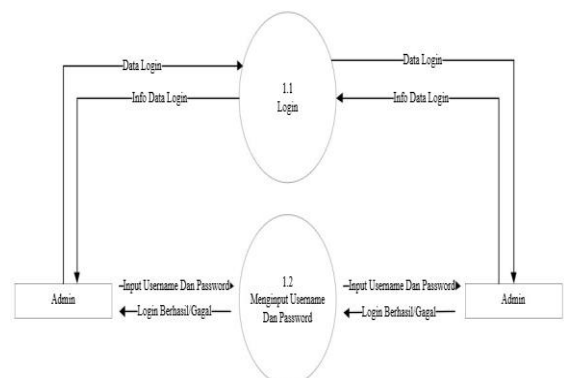 Data Login
Data Login
Info Data Login
Info Data Login
1.1
Login
Admin
Input Username Dan Password
Login Berhasil/Gagal
1.2
Menginput Username
Dan Password
Input Username Dan Password
Login Berhasil/Gagal
Admin